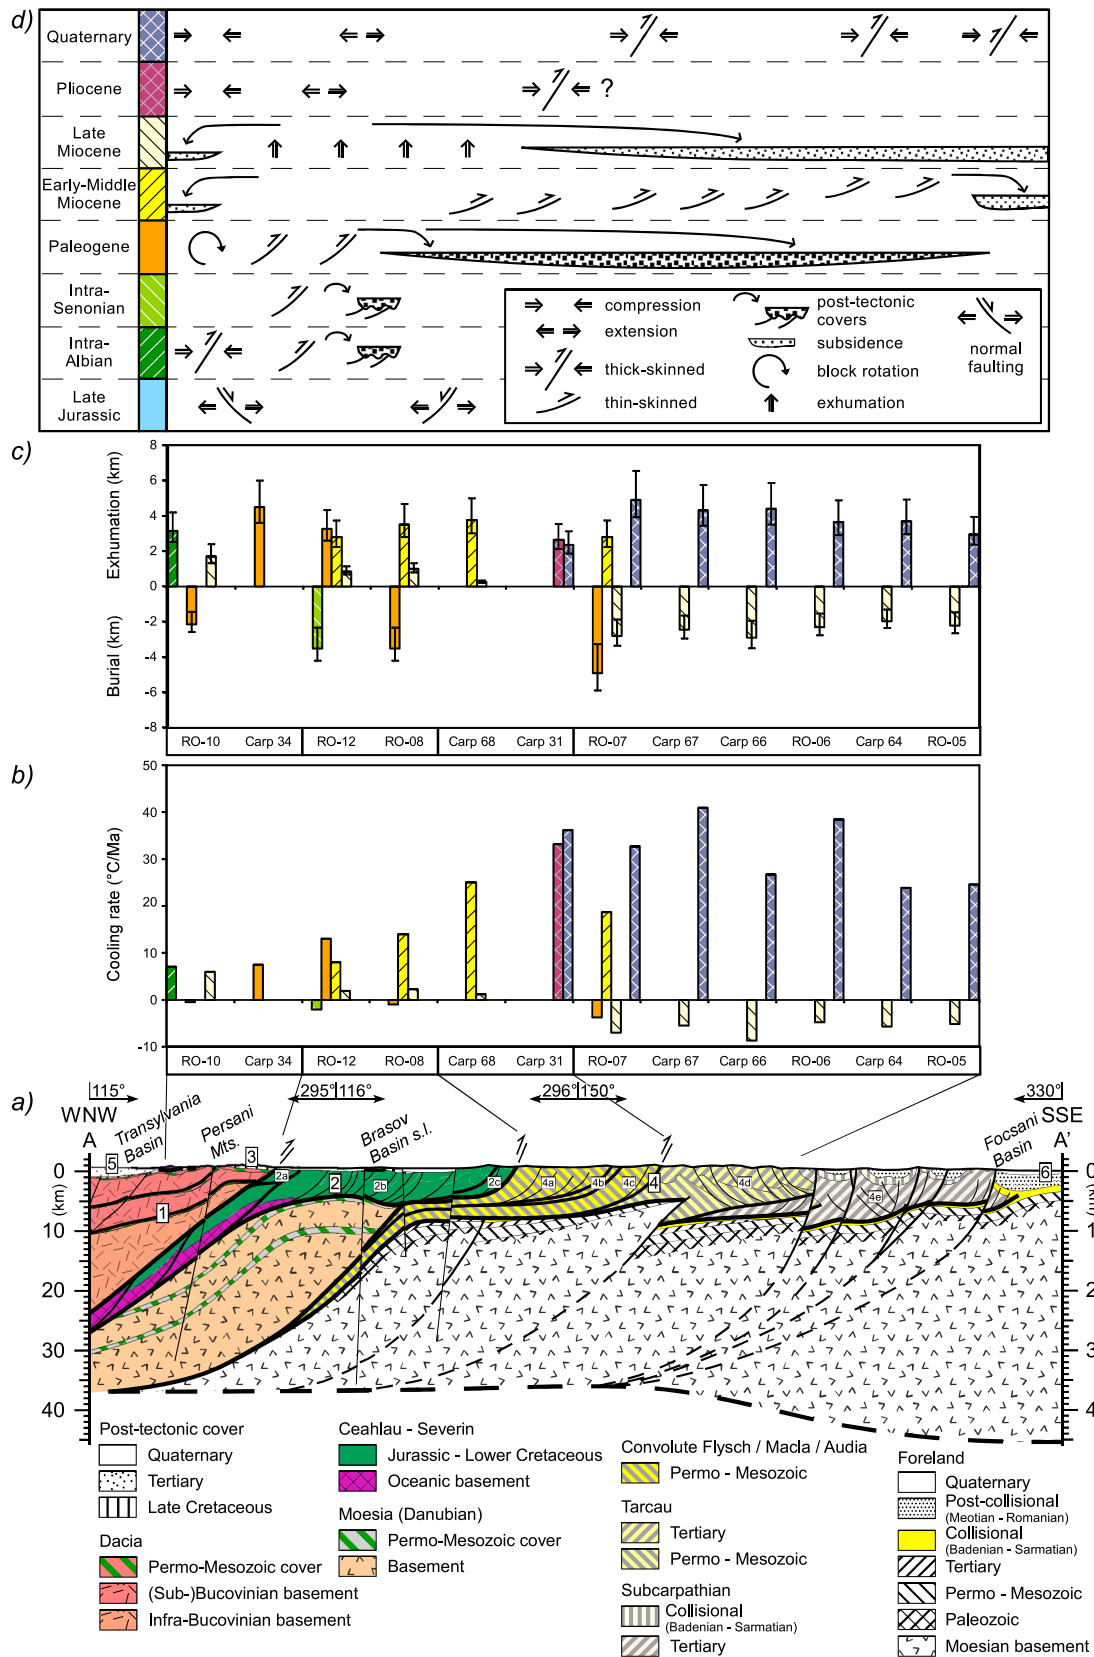 d)
Quaternary
Pliocene
?
Late
Miocene
Early-Middle
Miocene
Paleogene
Intra-
Senonian
Intra-
Albian
Late
Jurassic
compression
extension
thick-skinned
thin-skinned
post-tectonic
covers
subsidence
block rotation
exhumation
normal
faulting
c)
Exhumation (km)
Burial (km)
8
6
4
2
0
-2
-4
-6
-8
RO-10 Carp 34 RO-12 RO-08 Carp 68 Carp 31 RO-07 Carp 67 Carp 66 RO-06 Carp 64 RO-05
b)
Cooling rate (°C/Ma)
50
40
30
20
10
0
-10
RO-10 Carp 34 RO-12 RO-08 Carp 68 Carp 31 RO-07 Carp 67 Carp 66 RO-06 Carp 64 RO-05
a)
115° 295° 116° 296° 150° 330°
WNW SSE
A A'
Transylvania
Basin
Persani
Mts.
Brasov
Basin s.l.
Focsani
Basin
5 3 2a 2 2b 2c 4a 4b 4c 4 4d 4e 6 1
(km)
0
10
20
30
40
0
1
2
3
4
Post-tectonic cover
Quaternary
Tertiary
Late Cretaceous
Dacia
Permo-Mesozoic cover
(Sub-)Bucovinian basement
Infra-Bucovinian basement
Ceahlau - Severin
Jurassic - Lower Cretaceous
Oceanic basement
Moesia (Danubian)
Permo-Mesozoic cover
Basement
Convolute Flysch / Macla / Audia
Permo - Mesozoic
Tarcau
Tertiary
Permo - Mesozoic
Subcarpathian
Collisional
(Badenian - Sarmatian)
Tertiary
Foreland
Quaternary
Post-collisional
(Meotian - Romanian)
Collisional
(Badenian - Sarmatian)
Tertiary
Permo - Mesozoic
Paleozoic
Moesian basement